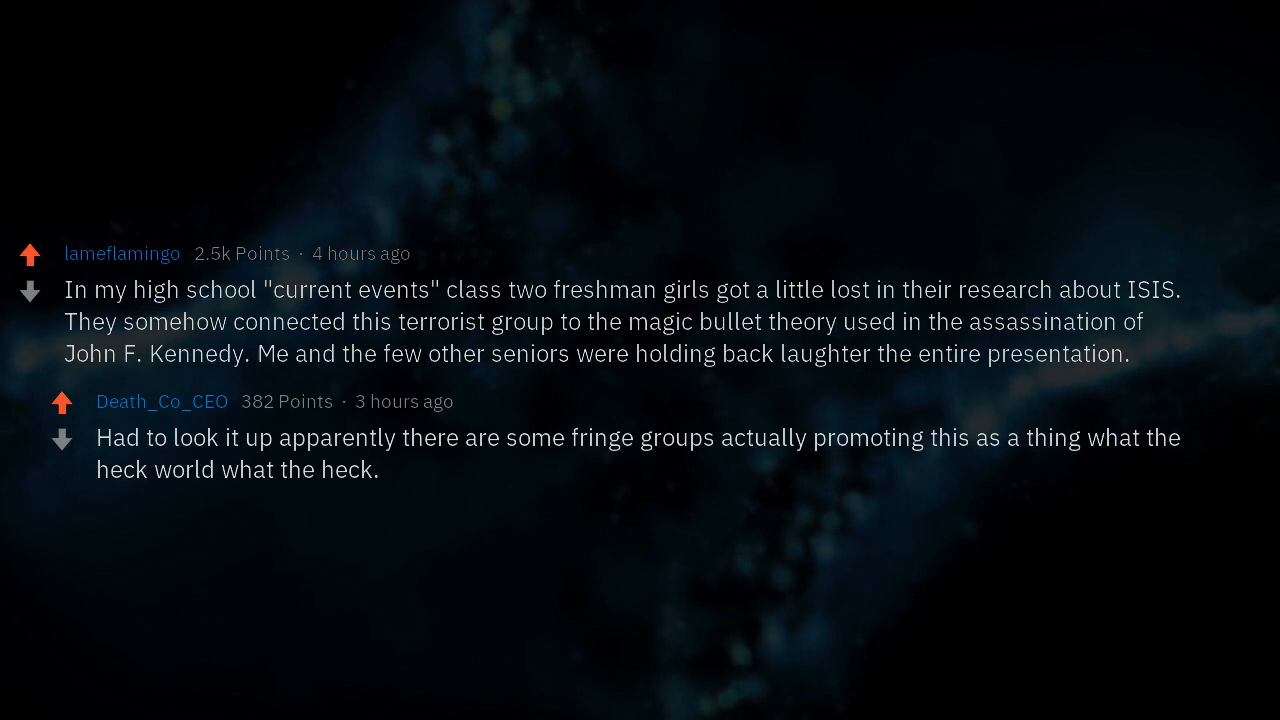 lameflamingo 2.5k Points · 4 hours ago
In my high school "current events" class two freshman girls got a little lost in their research about ISIS.
They somehow connected this terrorist group to the magic bullet theory used in the assassination of
John F. Kennedy. Me and the few other seniors were holding back laughter the entire presentation.
Death_Co_CEO 382 Points · 3 hours ago
Had to look it up apparently there are some fringe groups actually promoting this as a thing what the
heck world what the heck.